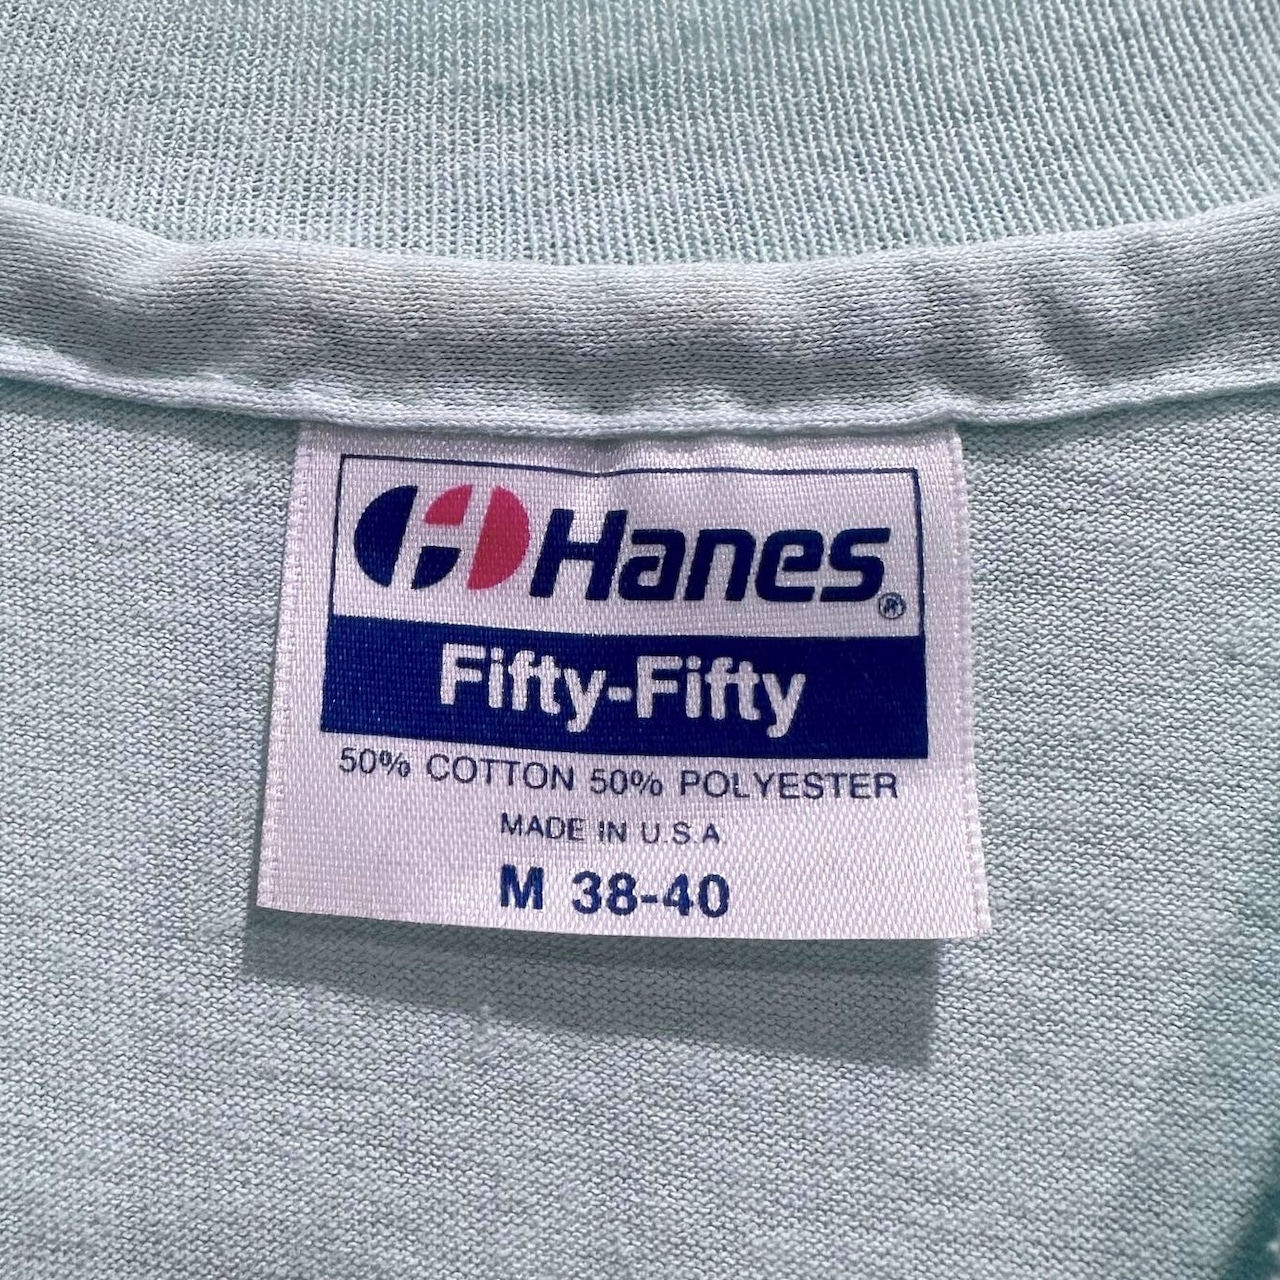 Hanes®
Fifty-Fifty
50% COTTON 50% POLYESTER
MADE IN U.S.A.
M 38-40